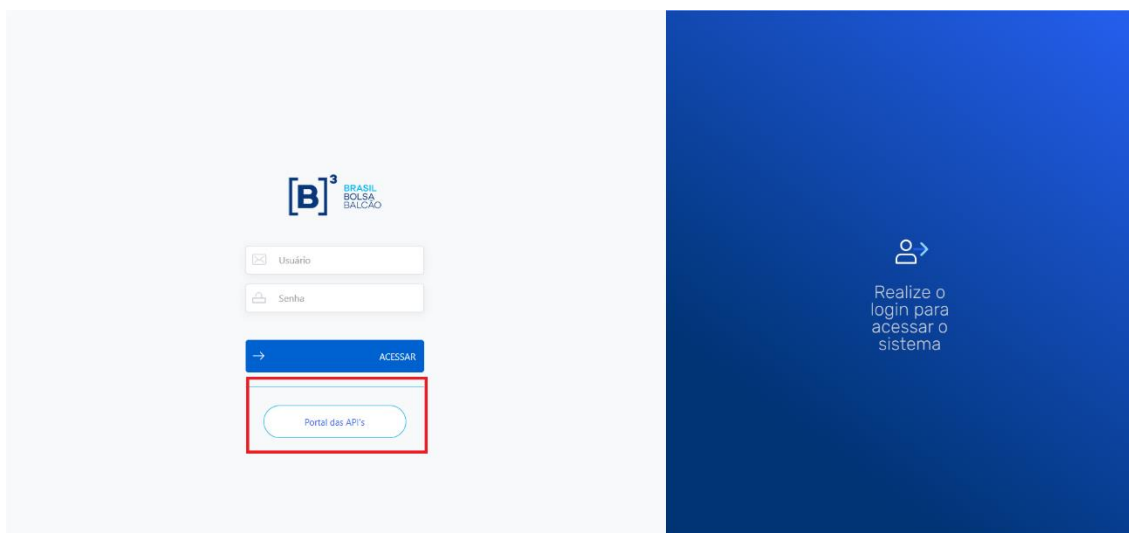 [B]³ BRASIL
BOLSA
BALCÃO
Usuário
Senha
ACESSAR
Portal das API's
Realize o
login para
acessar o
sistema